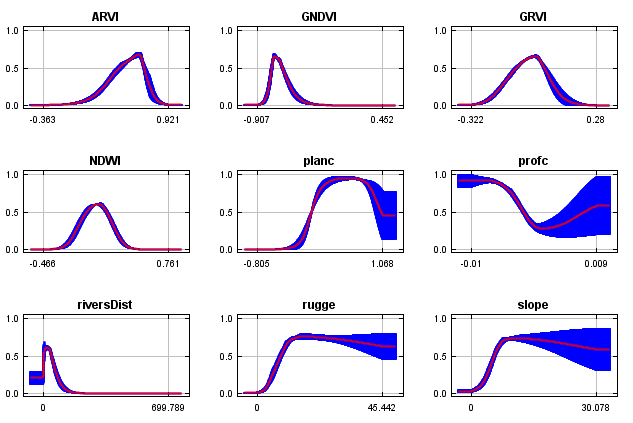 ARVI GNDVI GRVI
1.0 1.0 1.0
0.5 0.5 0.5
0.0 0.0 0.0
-0.363 0.921 -0.907 0.452 -0.322 0.28
NDWI planc profc
1.0 1.0 1.0
0.5 0.5 0.5
0.0 0.0 0.0
-0.466 0.761 -0.805 1.068 -0.01 0.009
riversDist rugge slope
1.0 1.0 1.0
0.5 0.5 0.5
0.0 0.0 0.0
0 699.789 0 45.442 0 30.078